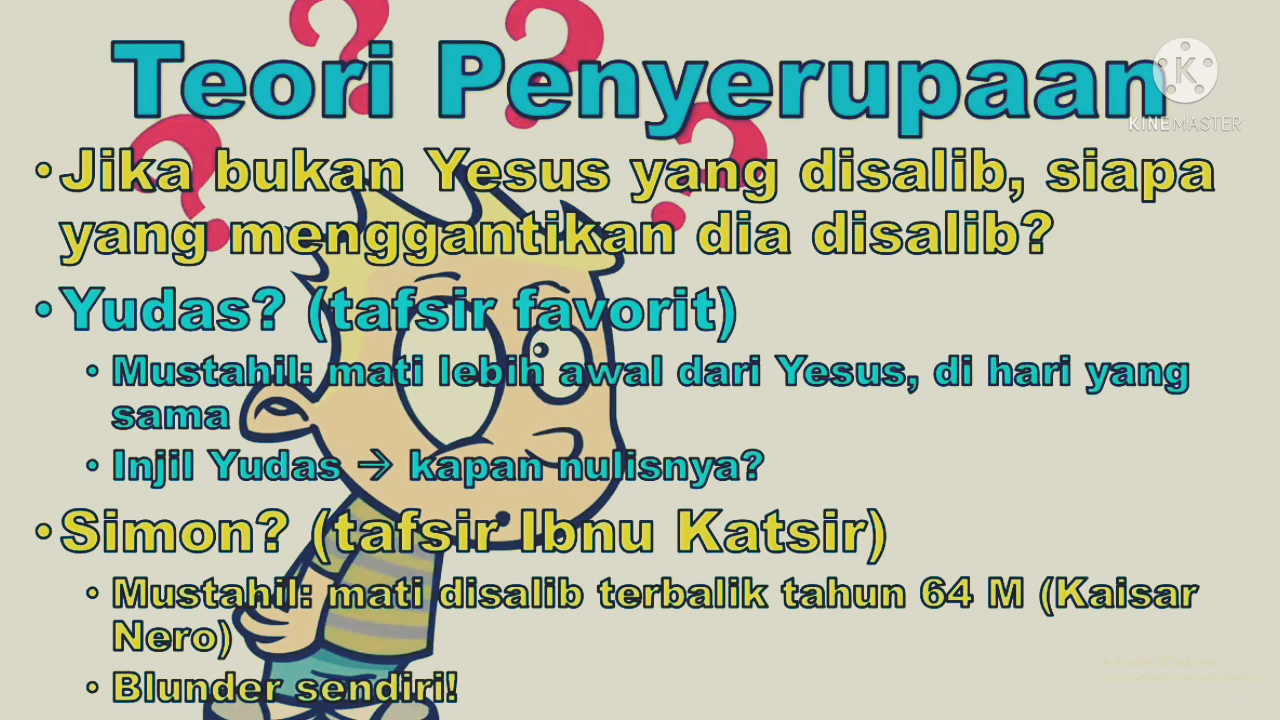 Teori Penyerupaan
K
KINEMASTER
• Jika bukan Yesus yang disalib, siapa
yang menggantikan dia disalib?
• Yudas? (tafsir favorit)
• Mustahil: mati lebih awal dari Yesus, di hari yang
sama
• Injil Yudas → kapan nulisnya?
• Simon? (tafsir Ibnu Katsir)
• Mustahil: mati disalib terbalik tahun 64 M (Kaisar
Nero)
• Blunder sendiri!